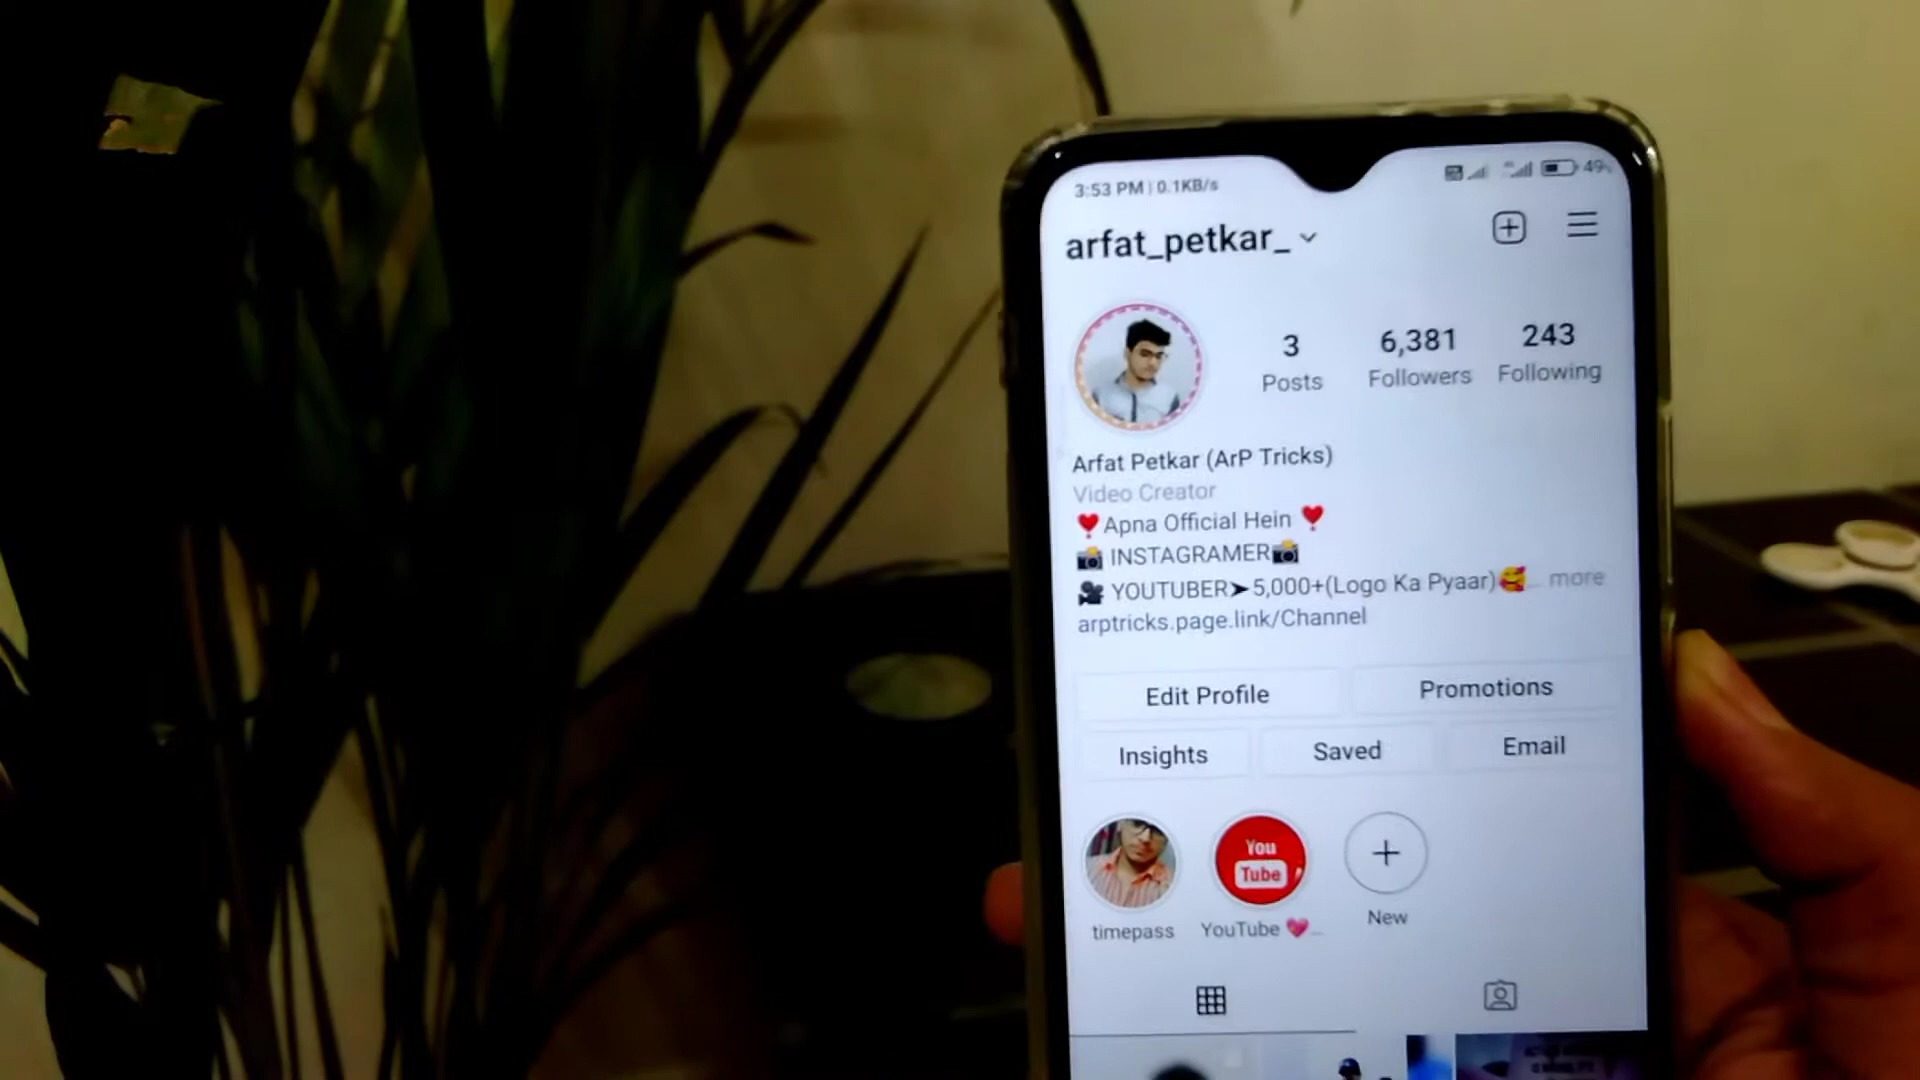 3:53 PM | 0.1KB/s 49%
arfat_petkar_
3 6,381 243
Posts Followers Following
Arfat Petkar (ArP Tricks)
Video Creator
❣️Apna Official Hein ❣️
📸 INSTAGRAMER📸
🎥 YOUTUBER➤5,000+(Logo Ka Pyaar)🥰... more
arptricks.page.link/Channel
Edit Profile Promotions
Insights Saved Email
You
Tube
timepass YouTube 💖... New